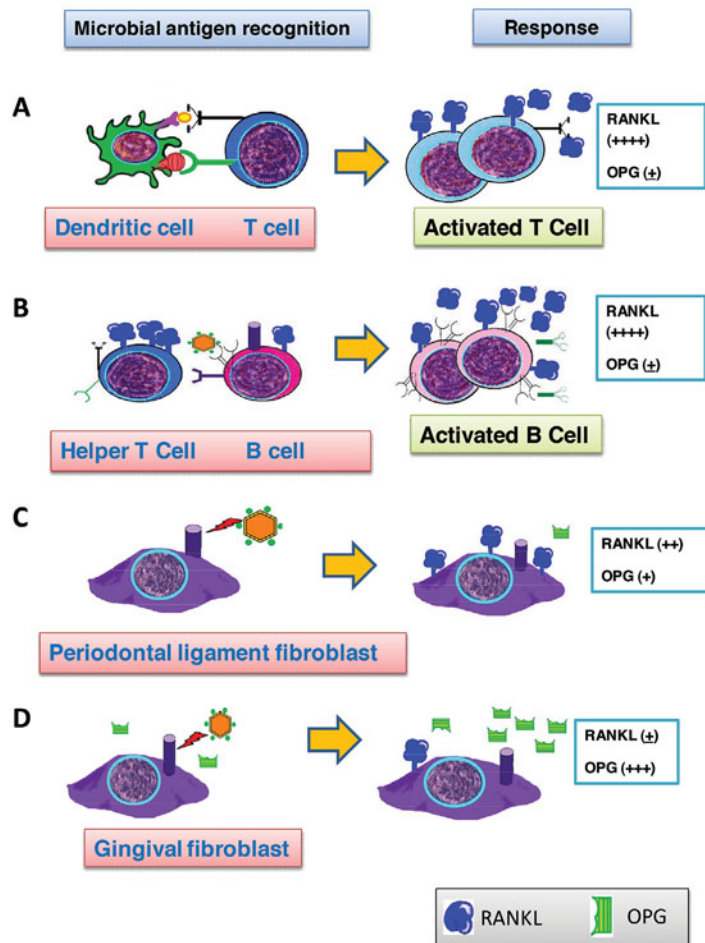 Microbial antigen recognition
Response
A
RANKL
(++++)
OPG (±)
Dendritic cell T cell
Activated T Cell
B
RANKL
(++++)
OPG (±)
Helper T Cell B cell
Activated B Cell
C
RANKL (++)
OPG (+)
Periodontal ligament fibroblast
D
RANKL (±)
OPG (+++)
Gingival fibroblast
RANKL OPG